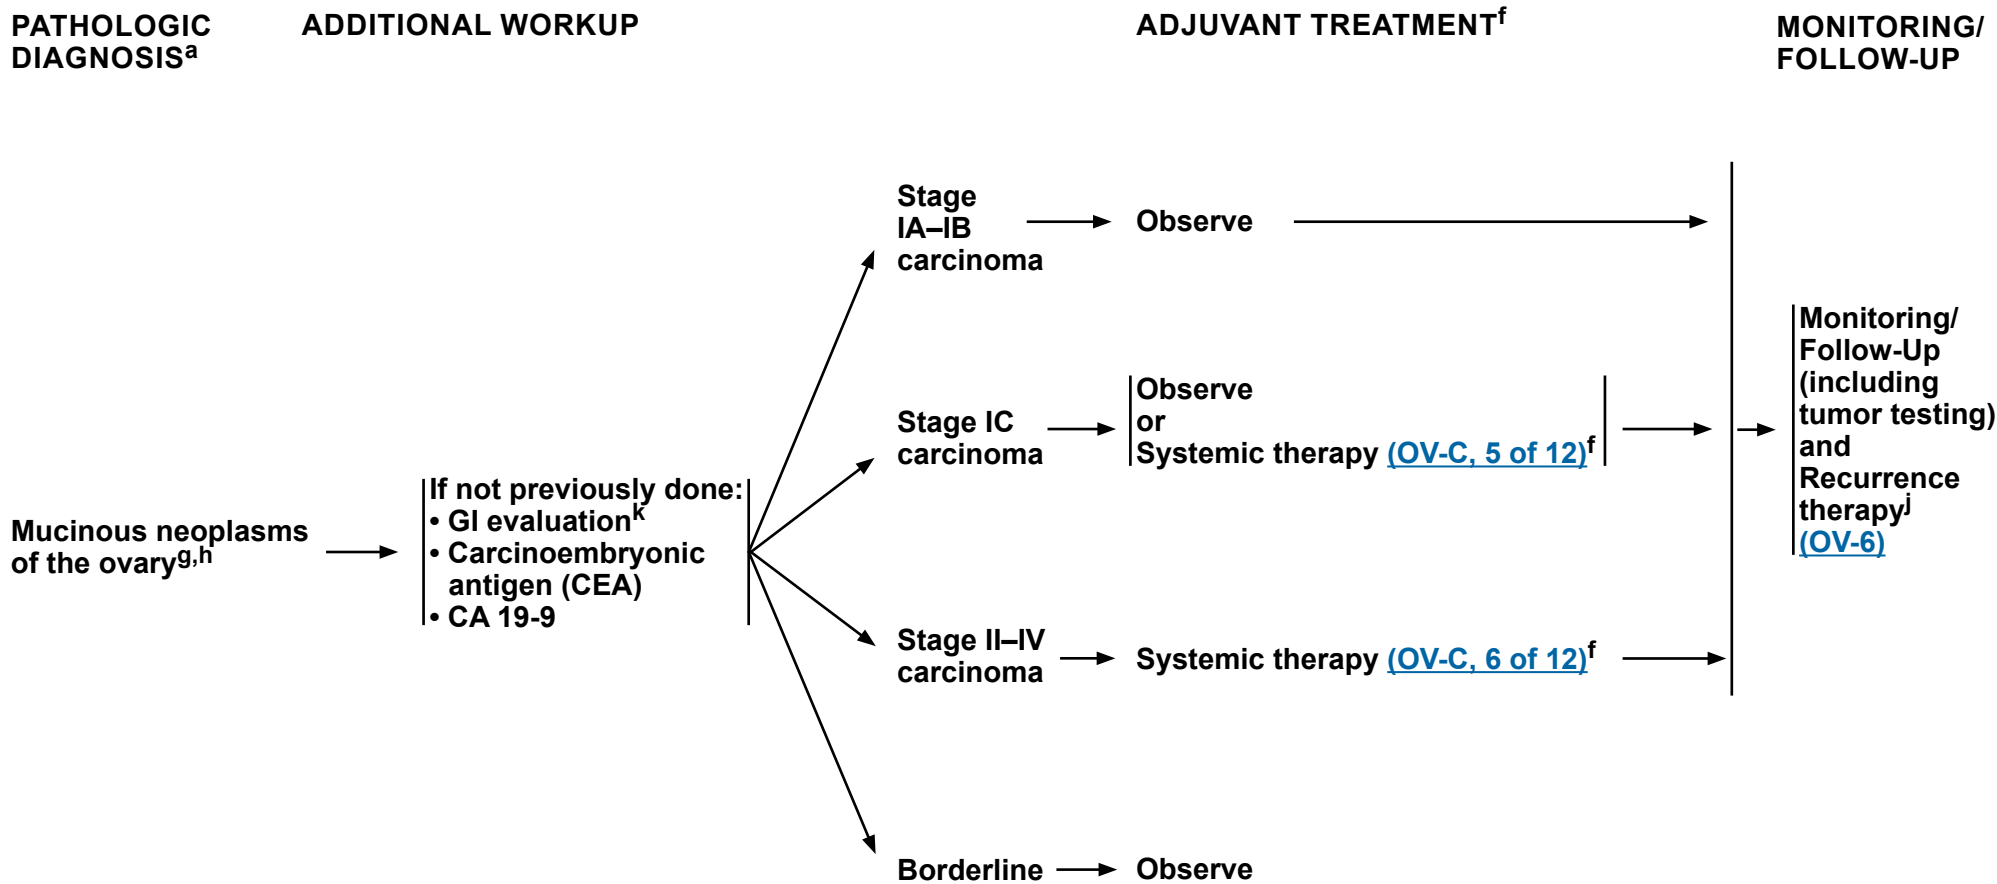 PATHOLOGIC
DIAGNOSISᵃ
ADDITIONAL WORKUP
ADJUVANT TREATMENTᶠ
MONITORING/
FOLLOW-UP
Mucinous neoplasms
of the ovaryᵍ,ʰ
If not previously done:
• GI evaluationᵏ
• Carcinoembryonic
antigen (CEA)
• CA 19-9
Stage
IA–IB
carcinoma
Observe
Stage IC
carcinoma
Observe
or
Systemic therapy (OV-C, 5 of 12)ᶠ
Stage II–IV
carcinoma
Systemic therapy (OV-C, 6 of 12)ᶠ
Borderline
Observe
Monitoring/
Follow-Up
(including
tumor testing)
and
Recurrence
therapyʲ
(OV-6)